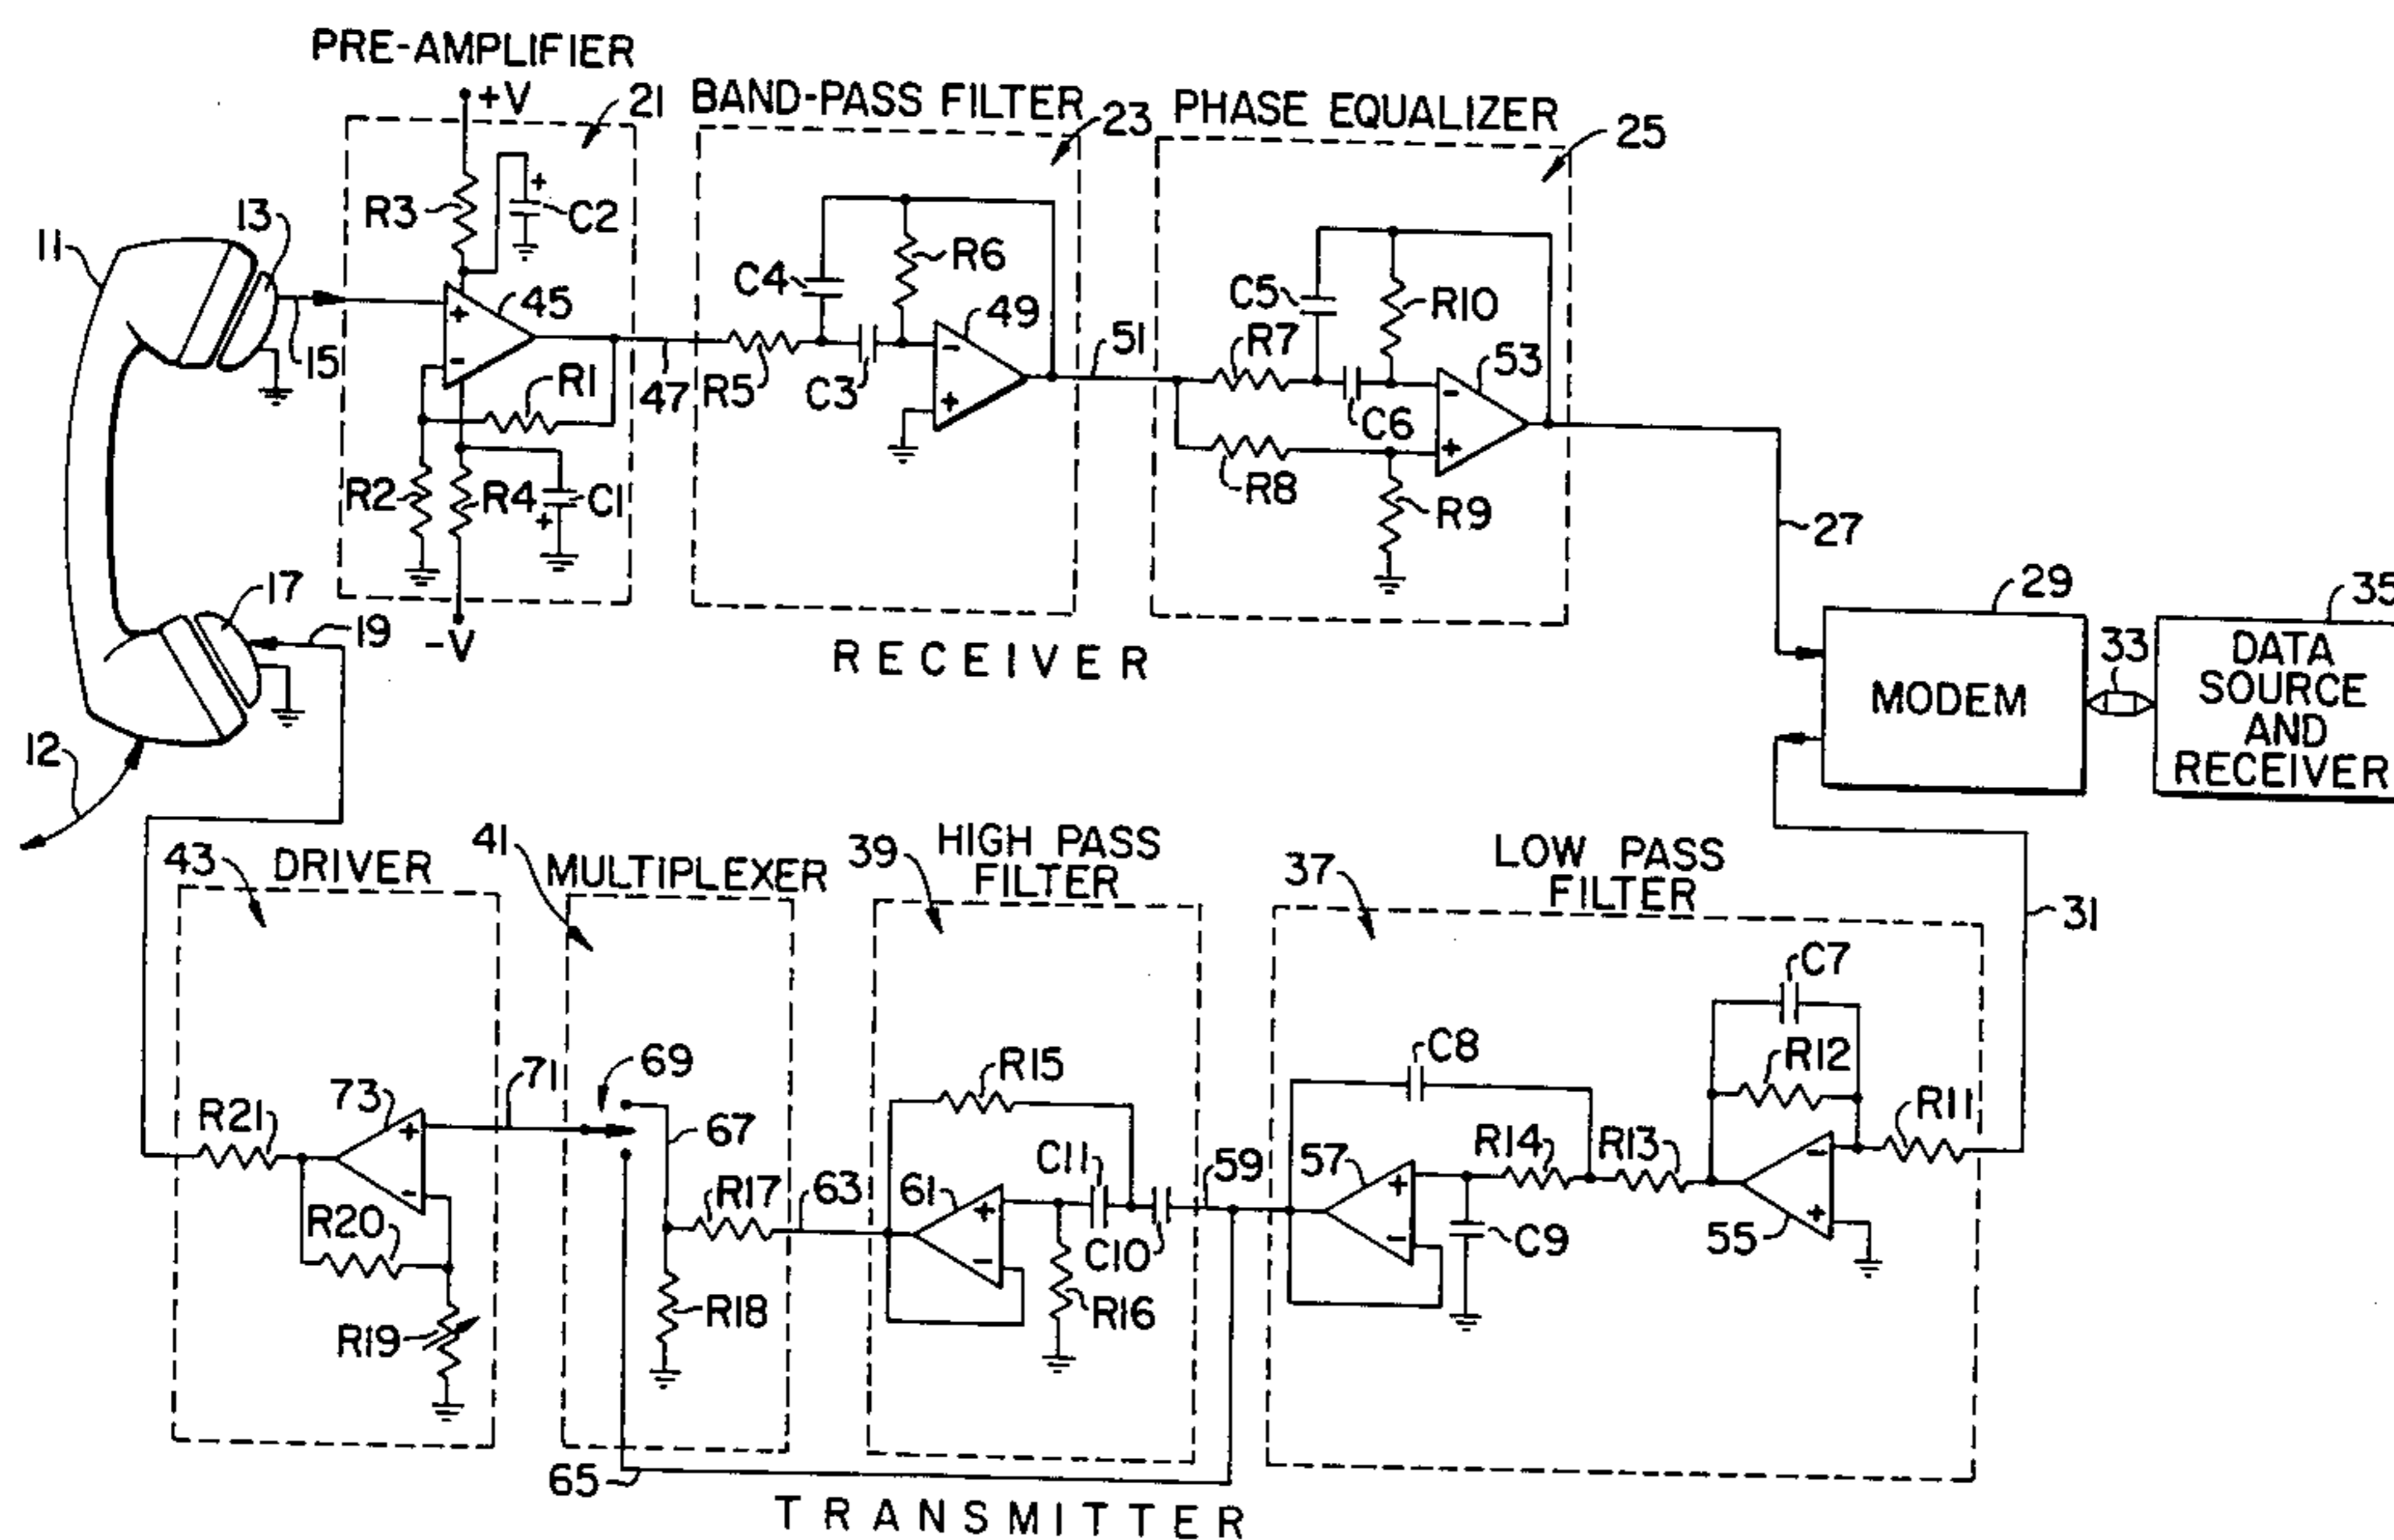 PRE-AMPLIFIER
+V
21
BAND-PASS FILTER
23
PHASE EQUALIZER
25
11
13
15
R3
+
C2
+
-
45
R1
R2
R4
+
C1
-V
47
R5
C4
C3
R6
-
+
49
51
R7
C5
C6
R10
-
+
53
R8
R9
27
RECEIVER
17
19
12
MODEM
29
33
35
DATA
SOURCE
AND
RECEIVER
31
43
DRIVER
41
MULTIPLEXER
39
HIGH PASS
FILTER
37
LOW PASS
FILTER
R21
73
+
-
R20
R19
71
69
67
R17
R18
63
65
R15
61
+
-
C11
C10
R16
59
C8
57
+
-
R14
R13
C9
C7
R12
R11
-
+
55
TRANSMITTER